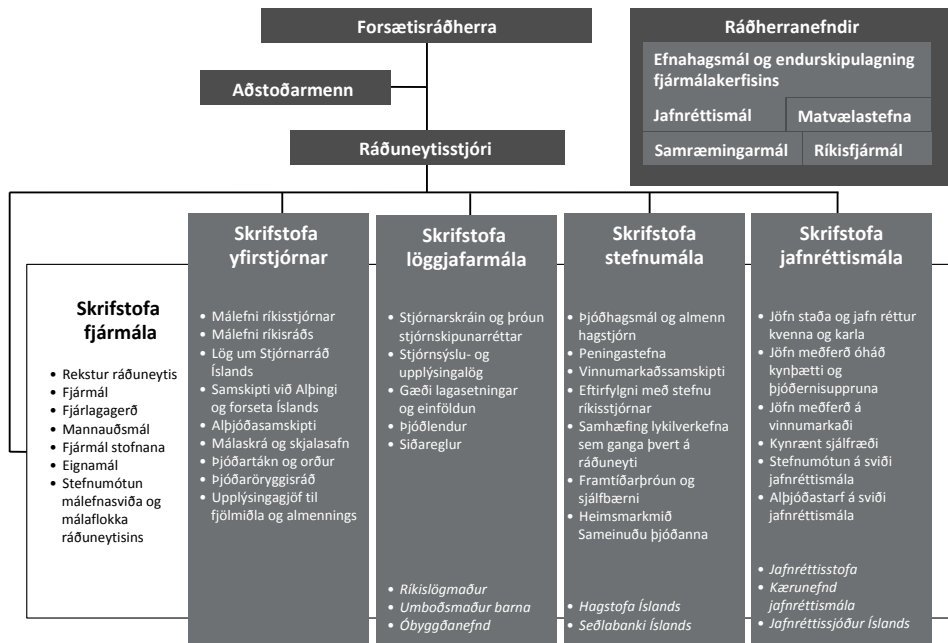 Forsætisráðherra
Aðstoðarmenn
Ráðuneytisstjóri
Ráðherranefndir
Efnahagsmál og endurskipulagning
fjármálakerfisins
Jafnréttismál
Matvælastefna
Samræmingarmál
Ríkisfjármál
Skrifstofa
fjármála
• Rekstur ráðuneytis
• Fjármál
• Fjárlagagerð
• Mannauðsmál
• Fjármál stofnana
• Eignamál
• Stefnumótun
málefnasviða og
málaflokka
ráðuneytisins
Skrifstofa
yfirstjórnar
• Málefni ríkisstjórnar
• Málefni ríkisráðs
• Lög um Stjórnarráð
Íslands
• Samskipti við Alþingi
og forseta Íslands
• Alþjóðasamskipti
• Málaskrá og skjalasafn
• Þjóðartákn og orður
• Þjóðaröryggisráð
• Upplýsingagjöf til
fjölmiðla og almennings
Skrifstofa
löggjafarmála
• Stjórnarskráin og þróun
stjórnskipunarréttar
• Stjórnsýslu- og
upplýsingalög
• Gæði lagasetningar
og einföldun
• Þjóðlendur
• Siðareglur
• Ríkislögmaður
• Umboðsmaður barna
• Óbyggðanefnd
Skrifstofa
stefnumála
• Þjóðhagsmál og almenn
hagstjórn
• Peningastefna
• Vinnumarkaðssamskipti
• Eftirfylgni með stefnu
ríkisstjórnar
• Samhæfing lykilverkefna
sem ganga þvert á
ráðuneyti
• Framtíðarþróun og
sjálfbærni
• Heimsmarkmið
Sameinuðu þjóðanna
• Hagstofa Íslands
• Seðlabanki Íslands
Skrifstofa
jafnréttismála
• Jöfn staða og jafn réttur
kvenna og karla
• Jöfn meðferð óháð
kynþætti og
þjóðernisuppruna
• Jöfn meðferð á
vinnumarkaði
• Kynrænt sjálfræði
• Stefnumótun á sviði
jafnréttismála
• Alþjóðastarf á sviði
jafnréttismála
• Jafnréttisstofa
• Kærunefnd
jafnréttismála
• Jafnréttissjóður Íslands